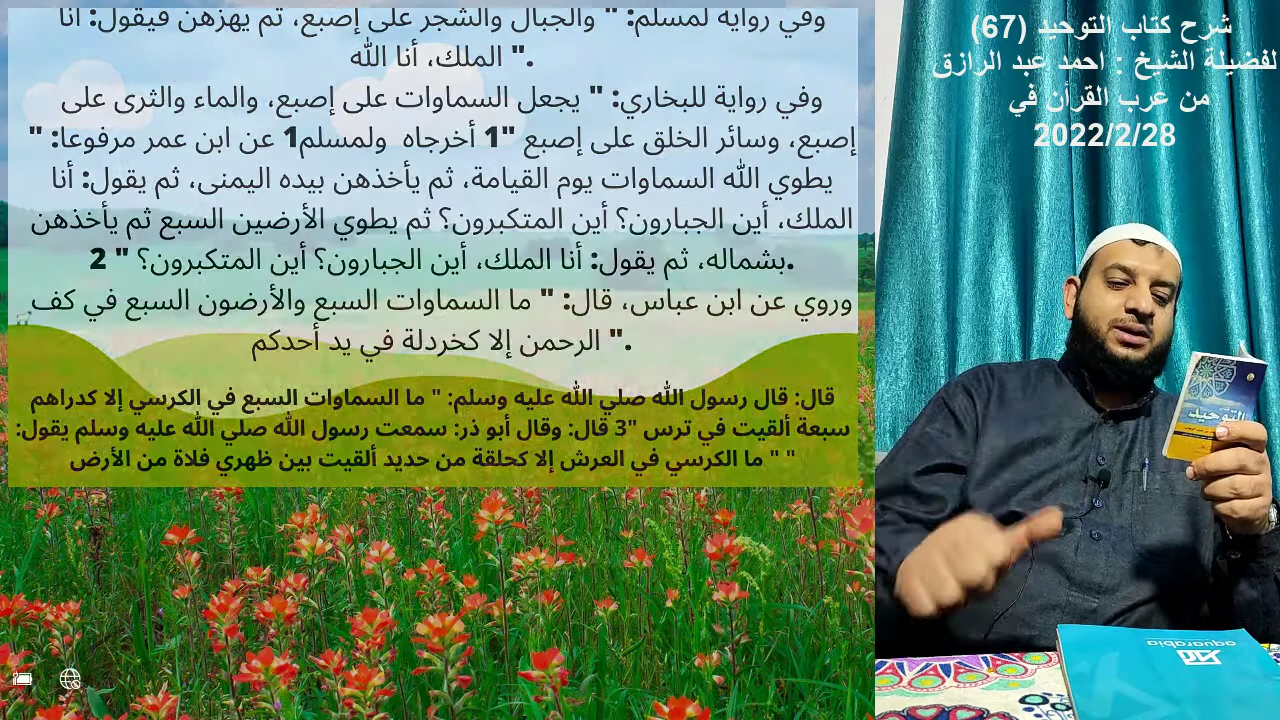 وفي رواية لمسلم: " والجبال والشجر على إصبع، ثم يهزهن فيقول: أنا
الملك، أنا الله ".
وفي رواية للبخاري: " يجعل السماوات على إصبع، والماء والثرى على
إصبع، وسائر الخلق على إصبع "1 أخرجاه ولمسلم1 عن ابن عمر مرفوعا: "
يطوي الله السماوات يوم القيامة، ثم يأخذهن بيده اليمنى، ثم يقول: أنا
الملك، أين الجبارون؟ أين المتكبرون؟ ثم يطوي الأرضين السبع ثم يأخذهن
بشماله، ثم يقول: أنا الملك، أين الجبارون؟ أين المتكبرون؟ " 2.
وروي عن ابن عباس، قال: " ما السماوات السبع والأرضون السبع في كف
الرحمن إلا كخردلة في يد أحدكم ".
قال: قال رسول الله صلي الله عليه وسلم: " ما السماوات السبع في الكرسي إلا كدراهم
سبعة ألقيت في ترس "3 قال: وقال أبو ذر: سمعت رسول الله صلي الله عليه وسلم يقول:
" ما الكرسي في العرش إلا كحلقة من حديد ألقيت بين ظهري فلاة من الأرض " "
شرح كتاب التوحيد (67)
لفضيلة الشيخ : احمد عبد الرازق
من عرب القرآن في
2022/2/28
التوحيد
aquarabia